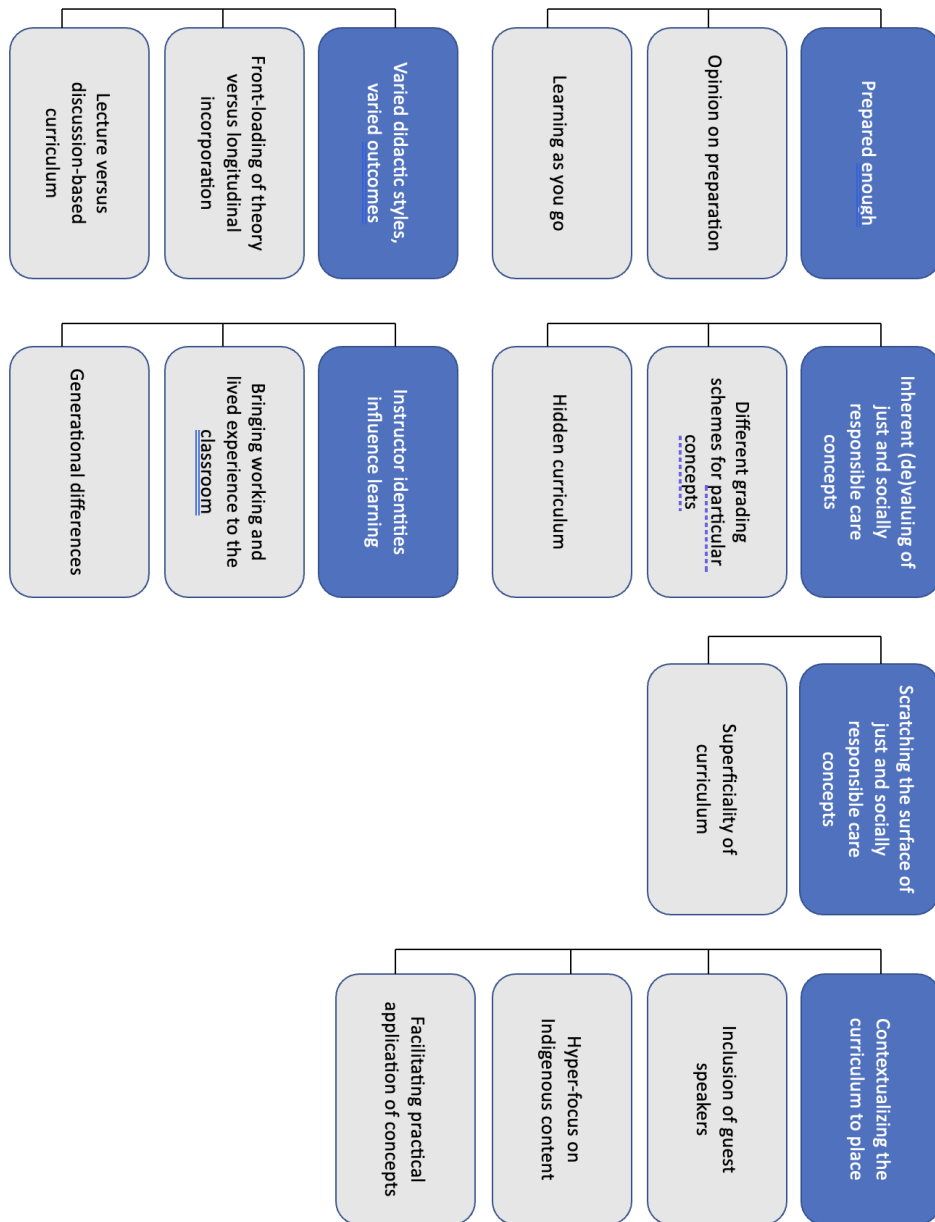 Prepared enough
Opinion on preparation
Learning as you go
Inherent (de)valuing of
just and socially
responsible care
concepts
Different grading
schemes for particular
concepts
Hidden curriculum
Scratching the surface of
just and socially
responsible care
concepts
Superficiality of
curriculum
Contextualizing the
curriculum to place
Inclusion of guest
speakers
Hyper-focus on
Indigenous content
Facilitating practical
application of concepts
Varied didactic styles,
varied outcomes
Front-loading of theory
versus longitudinal
incorporation
Lecture versus
discussion-based
curriculum
Instructor identities
influence learning
Bringing working and
lived experience to the
classroom
Generational differences